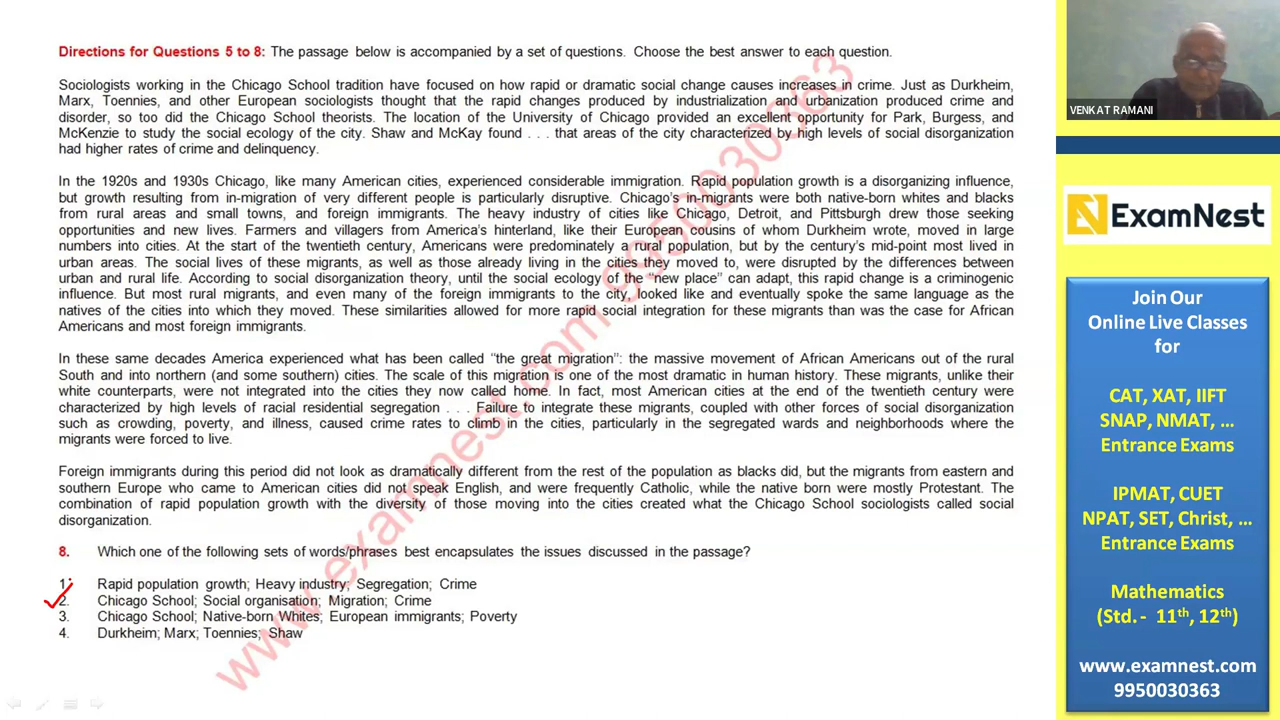 Directions for Questions 5 to 8: The passage below is accompanied by a set of questions. Choose the best answer to each question.
Sociologists working in the Chicago School tradition have focused on how rapid or dramatic social change causes increases in crime. Just as Durkheim,
Marx, Toennies, and other European sociologists thought that the rapid changes produced by industrialization and urbanization produced crime and
disorder, so too did the Chicago School theorists. The location of the University of Chicago provided an excellent opportunity for Park, Burgess, and
McKenzie to study the social ecology of the city. Shaw and McKay found . . . that areas of the city characterized by high levels of social disorganization
had higher rates of crime and delinquency.
In the 1920s and 1930s Chicago, like many American cities, experienced considerable immigration. Rapid population growth is a disorganizing influence,
but growth resulting from in-migration of very different people is particularly disruptive. Chicago's in-migrants were both native-born whites and blacks
from rural areas and small towns, and foreign immigrants. The heavy industry of cities like Chicago, Detroit, and Pittsburgh drew those seeking
opportunities and new lives. Farmers and villagers from America's hinterland, like their European cousins of whom Durkheim wrote, moved in large
numbers into cities. At the start of the twentieth century, Americans were predominately a rural population, but by the century's mid-point most lived in
urban areas. The social lives of these migrants, as well as those already living in the cities they moved to, were disrupted by the differences between
urban and rural life. According to social disorganization theory, until the social ecology of the "new place" can adapt, this rapid change is a criminogenic
influence. But most rural migrants, and even many of the foreign immigrants to the city, looked like and eventually spoke the same language as the
natives of the cities into which they moved. These similarities allowed for more rapid social integration for these migrants than was the case for African
Americans and most foreign immigrants.
In these same decades America experienced what has been called "the great migration": the massive movement of African Americans out of the rural
South and into northern (and some southern) cities. The scale of this migration is one of the most dramatic in human history. These migrants, unlike their
white counterparts, were not integrated into the cities they now called home. In fact, most American cities at the end of the twentieth century were
characterized by high levels of racial residential segregation . . . Failure to integrate these migrants, coupled with other forces of social disorganization
such as crowding, poverty, and illness, caused crime rates to climb in the cities, particularly in the segregated wards and neighborhoods where the
migrants were forced to live.
Foreign immigrants during this period did not look as dramatically different from the rest of the population as blacks did, but the migrants from eastern and
southern Europe who came to American cities did not speak English, and were frequently Catholic, while the native born were mostly Protestant. The
combination of rapid population growth with the diversity of those moving into the cities created what the Chicago School sociologists called social
disorganization.
8. Which one of the following sets of words/phrases best encapsulates the issues discussed in the passage?
1. Rapid population growth; Heavy industry; Segregation; Crime
2. Chicago School; Social organisation; Migration; Crime
3. Chicago School; Native-born Whites; European immigrants; Poverty
4. Durkheim; Marx; Toennies; Shaw
www.examnest.com 9950030363
VENKAT RAMANI
ExamNest
Join Our
Online Live Classes
for
CAT, XAT, IIFT
SNAP, NMAT, ...
Entrance Exams
IPMAT, CUET
NPAT, SET, Christ, ...
Entrance Exams
Mathematics
(Std. - 11th, 12th)
www.examnest.com
9950030363